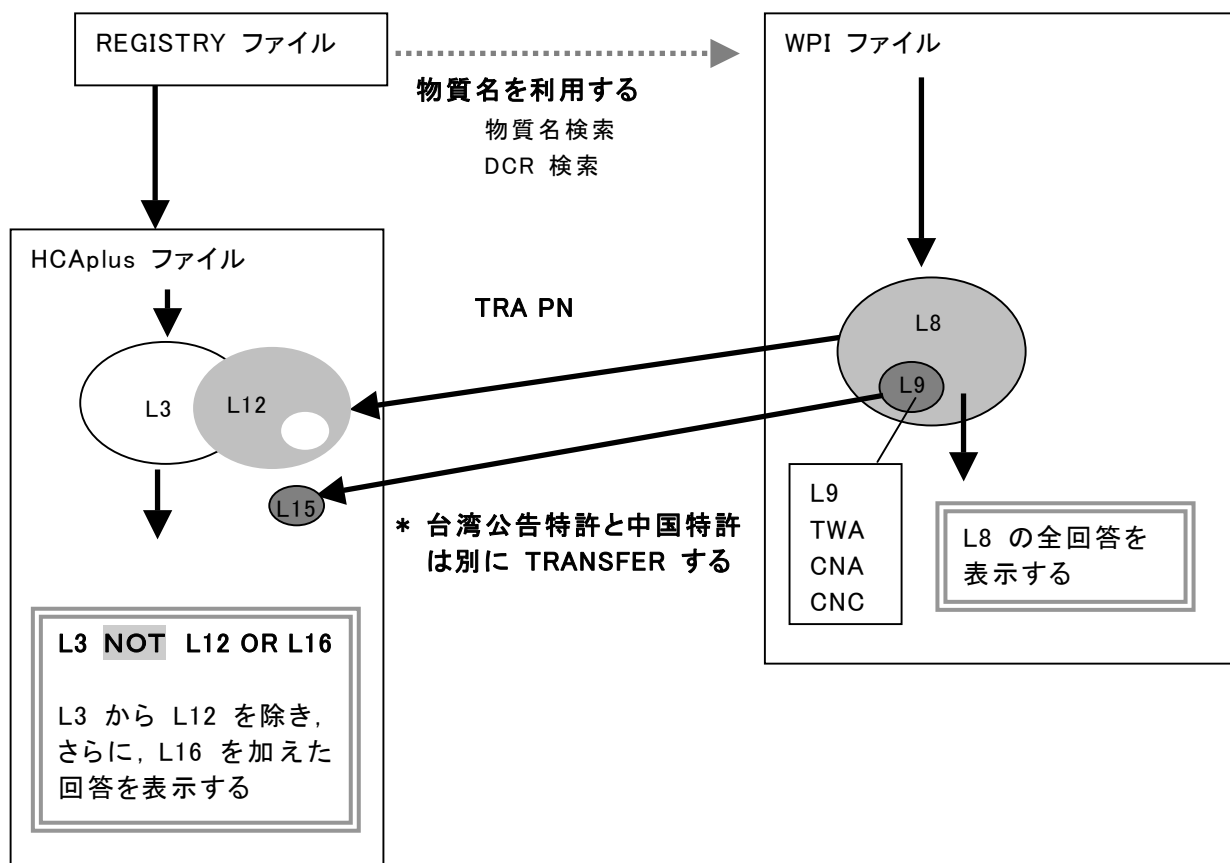 REGISTRY ファイル
物質名を利用する
物質名検索
DCR 検索
WPI ファイル
HCAplus ファイル
TRA PN
L3
L12
L15
L8
L9
* 台湾公告特許と中国特許
は別に TRANSFER する
L9
TWA
CNA
CNC
L8 の全回答を
表示する
L3 NOT L12 OR L16
L3 から L12 を除き,
さらに, L16 を加えた
回答を表示する